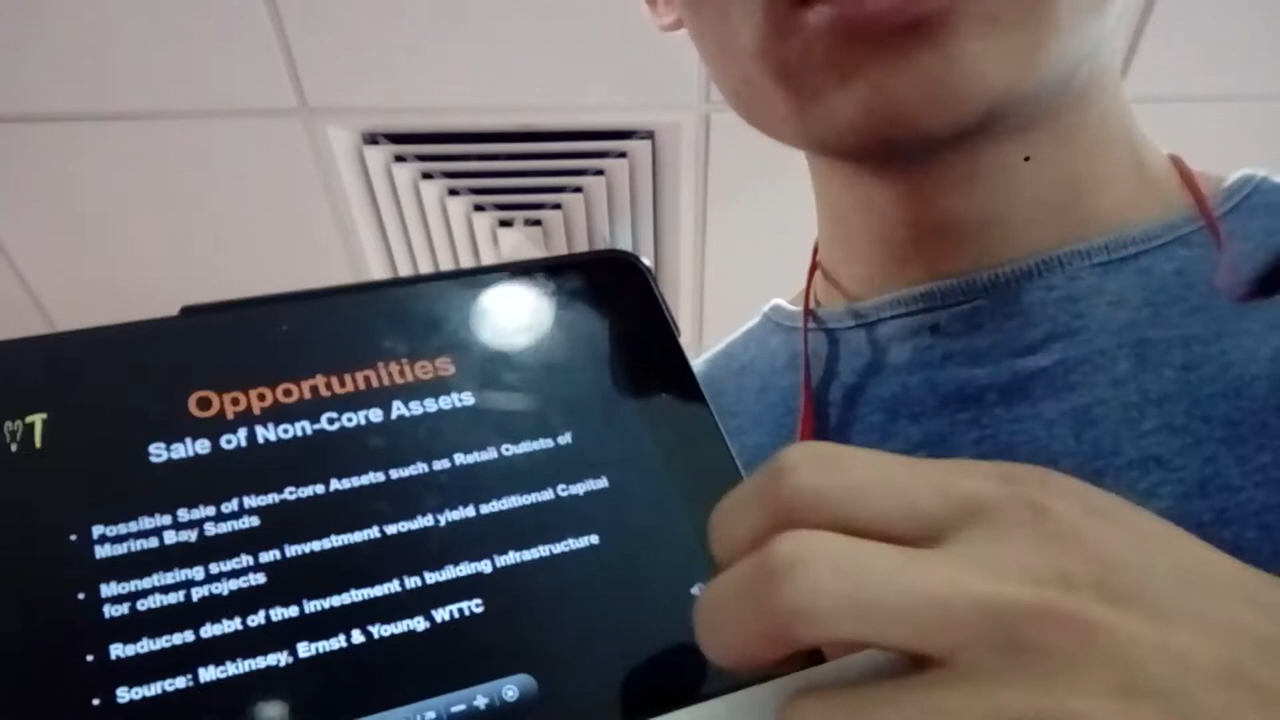 Opportunities
Sale of Non-Core Assets
T
• Possible Sale of Non-Core Assets such as Retail Outlets of
Marina Bay Sands
• Monetizing such an investment would yield additional Capital
for other projects
• Reduces debt of the investment in building infrastructure
• Source: Mckinsey, Ernst & Young, WTTC